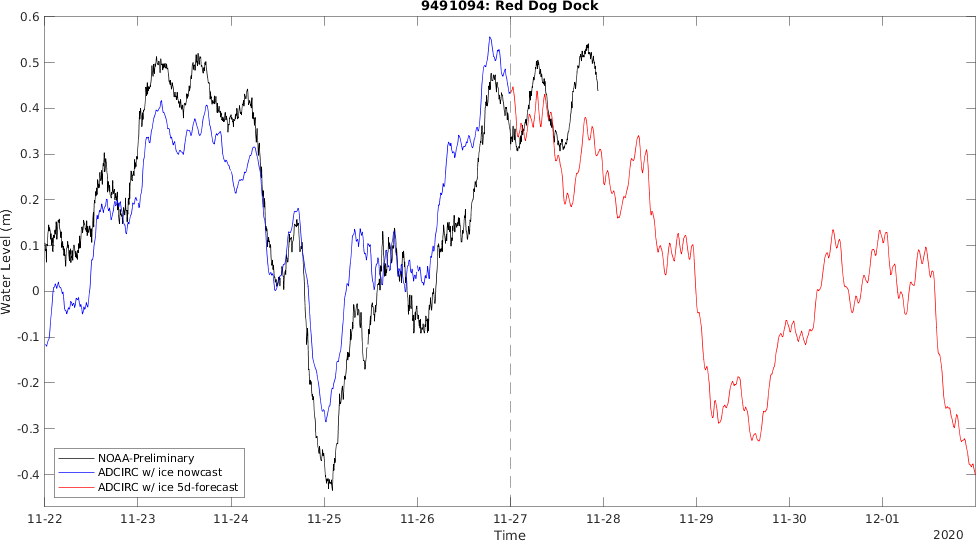 9491094: Red Dog Dock
Water Level (m)
0.6
0.5
0.4
0.3
0.2
0.1
0
-0.1
-0.2
-0.3
-0.4
NOAA-Preliminary
ADCIRC w/ ice nowcast
ADCIRC w/ ice 5d-forecast
11-22 11-23 11-24 11-25 11-26 11-27 11-28 11-29 11-30 12-01
Time
2020